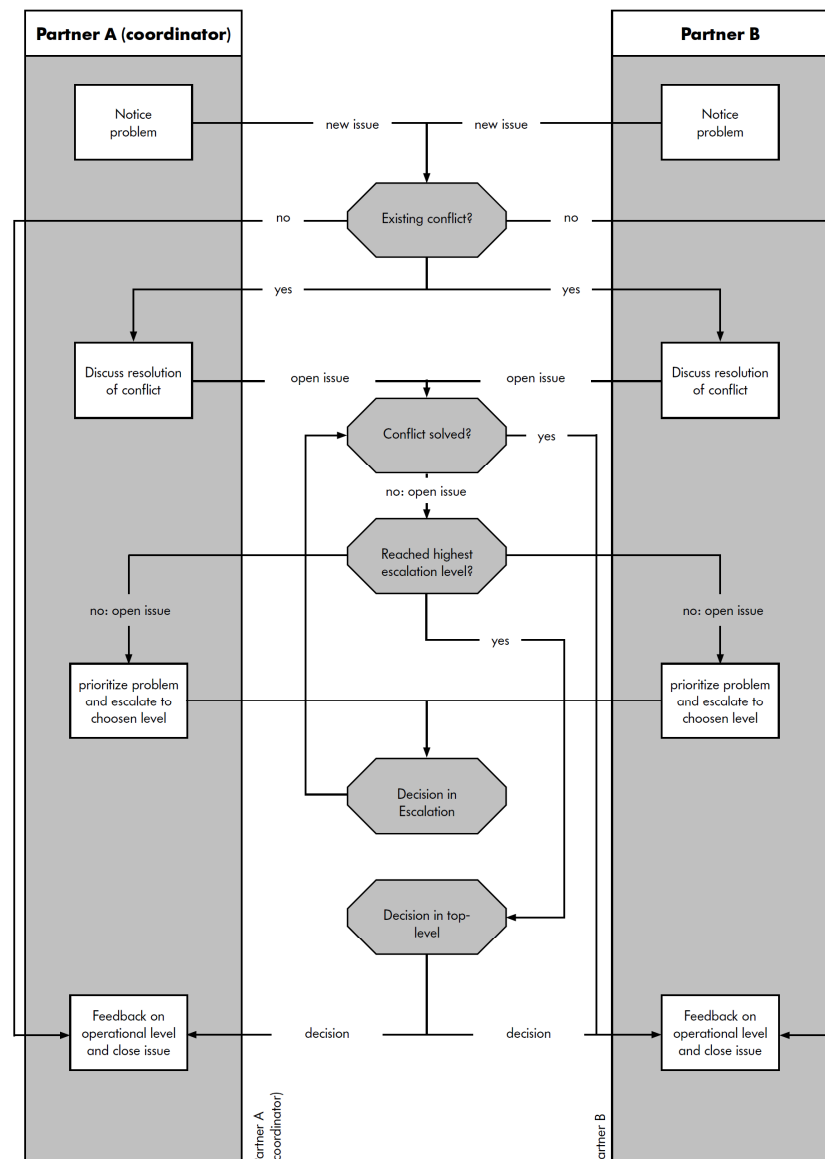 Partner A (coordinator)
Partner B
Notice
problem
new issue
new issue
Notice
problem
no
Existing conflict?
no
yes
yes
Discuss resolution
of conflict
open issue
open issue
Discuss resolution
of conflict
Conflict solved?
yes
no: open issue
Reached highest
escalation level?
no: open issue
no: open issue
yes
prioritize problem
and escalate to
choosen level
prioritize problem
and escalate to
choosen level
Decision in
Escalation
Decision in top-
level
Feedback on
operational level
and close issue
decision
decision
Feedback on
operational level
and close issue
artner A
coordinator)
artner B